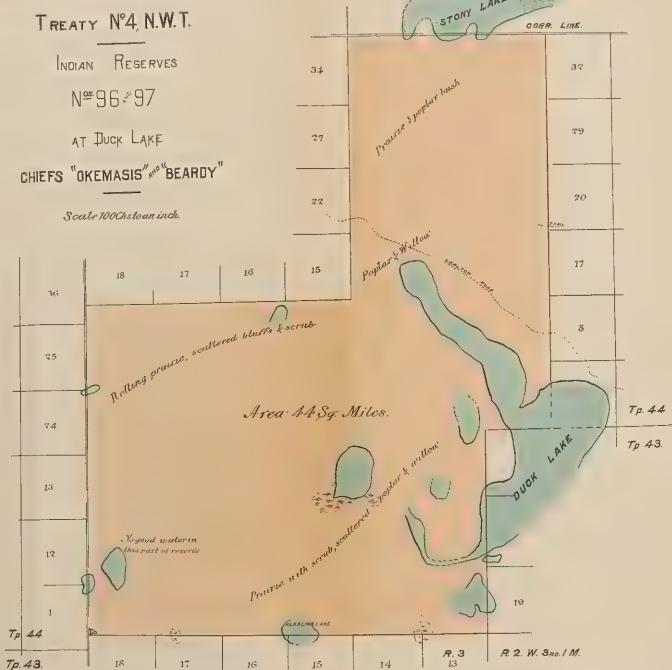 TREATY Nº4, N.W.T.
INDIAN RESERVES
Nos 96 AND 97
AT DUCK LAKE
CHIEFS "OKEMASIS" AND "BEARDY"
Scale 100 Chs to an inch.
STONY LAKE
CORR. LINE.
34
32
Prairie & poplar bush
27
29
22
20
Poplar & Willow
18
17
16
15
17
36
8
Rolling prairie, scattered bluffs & scrub
25
Area 44 Sq. Miles.
Tp. 44
24
Tp 43.
DUCK LAKE
13
Prairie with scrub, scattered poplar & willow
No good water in
this part of reserve
12
1
19
ALKALINE LAKE
Tp. 44
R. 3
R. 2. W. 3RD. I M.
Tp. 43.
18
17
16
15
14
13